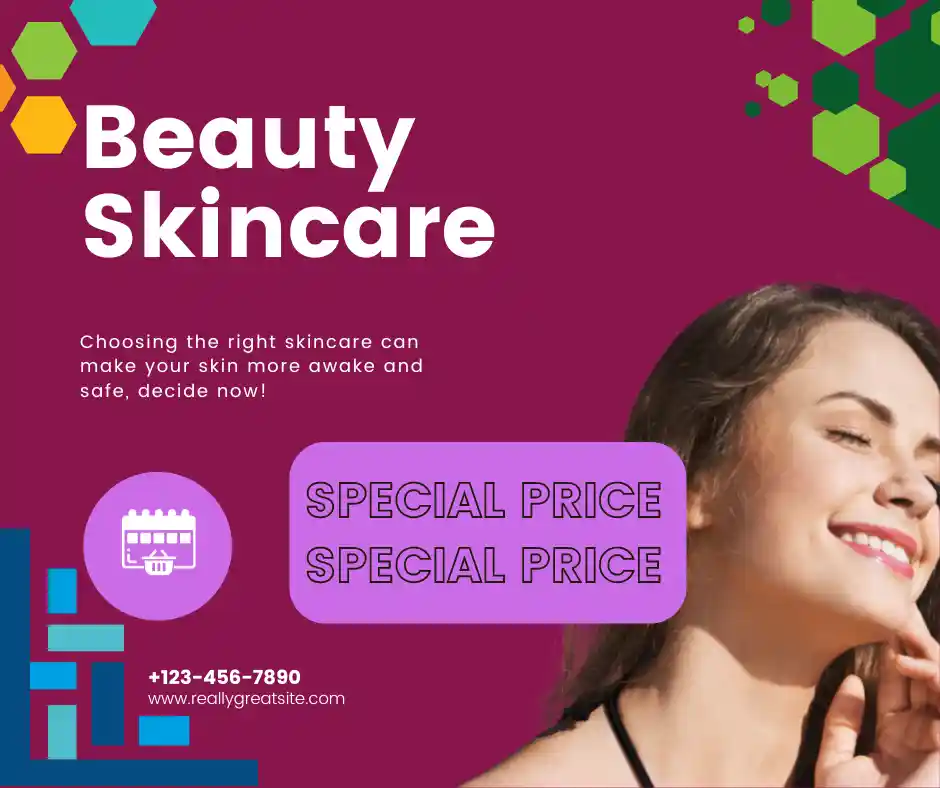 Beauty
Skincare
Choosing the right skincare can
make your skin more awake and
safe, decide now!
SPECIAL PRICE
SPECIAL PRICE
+123-456-7890
www.reallygreatsite.com